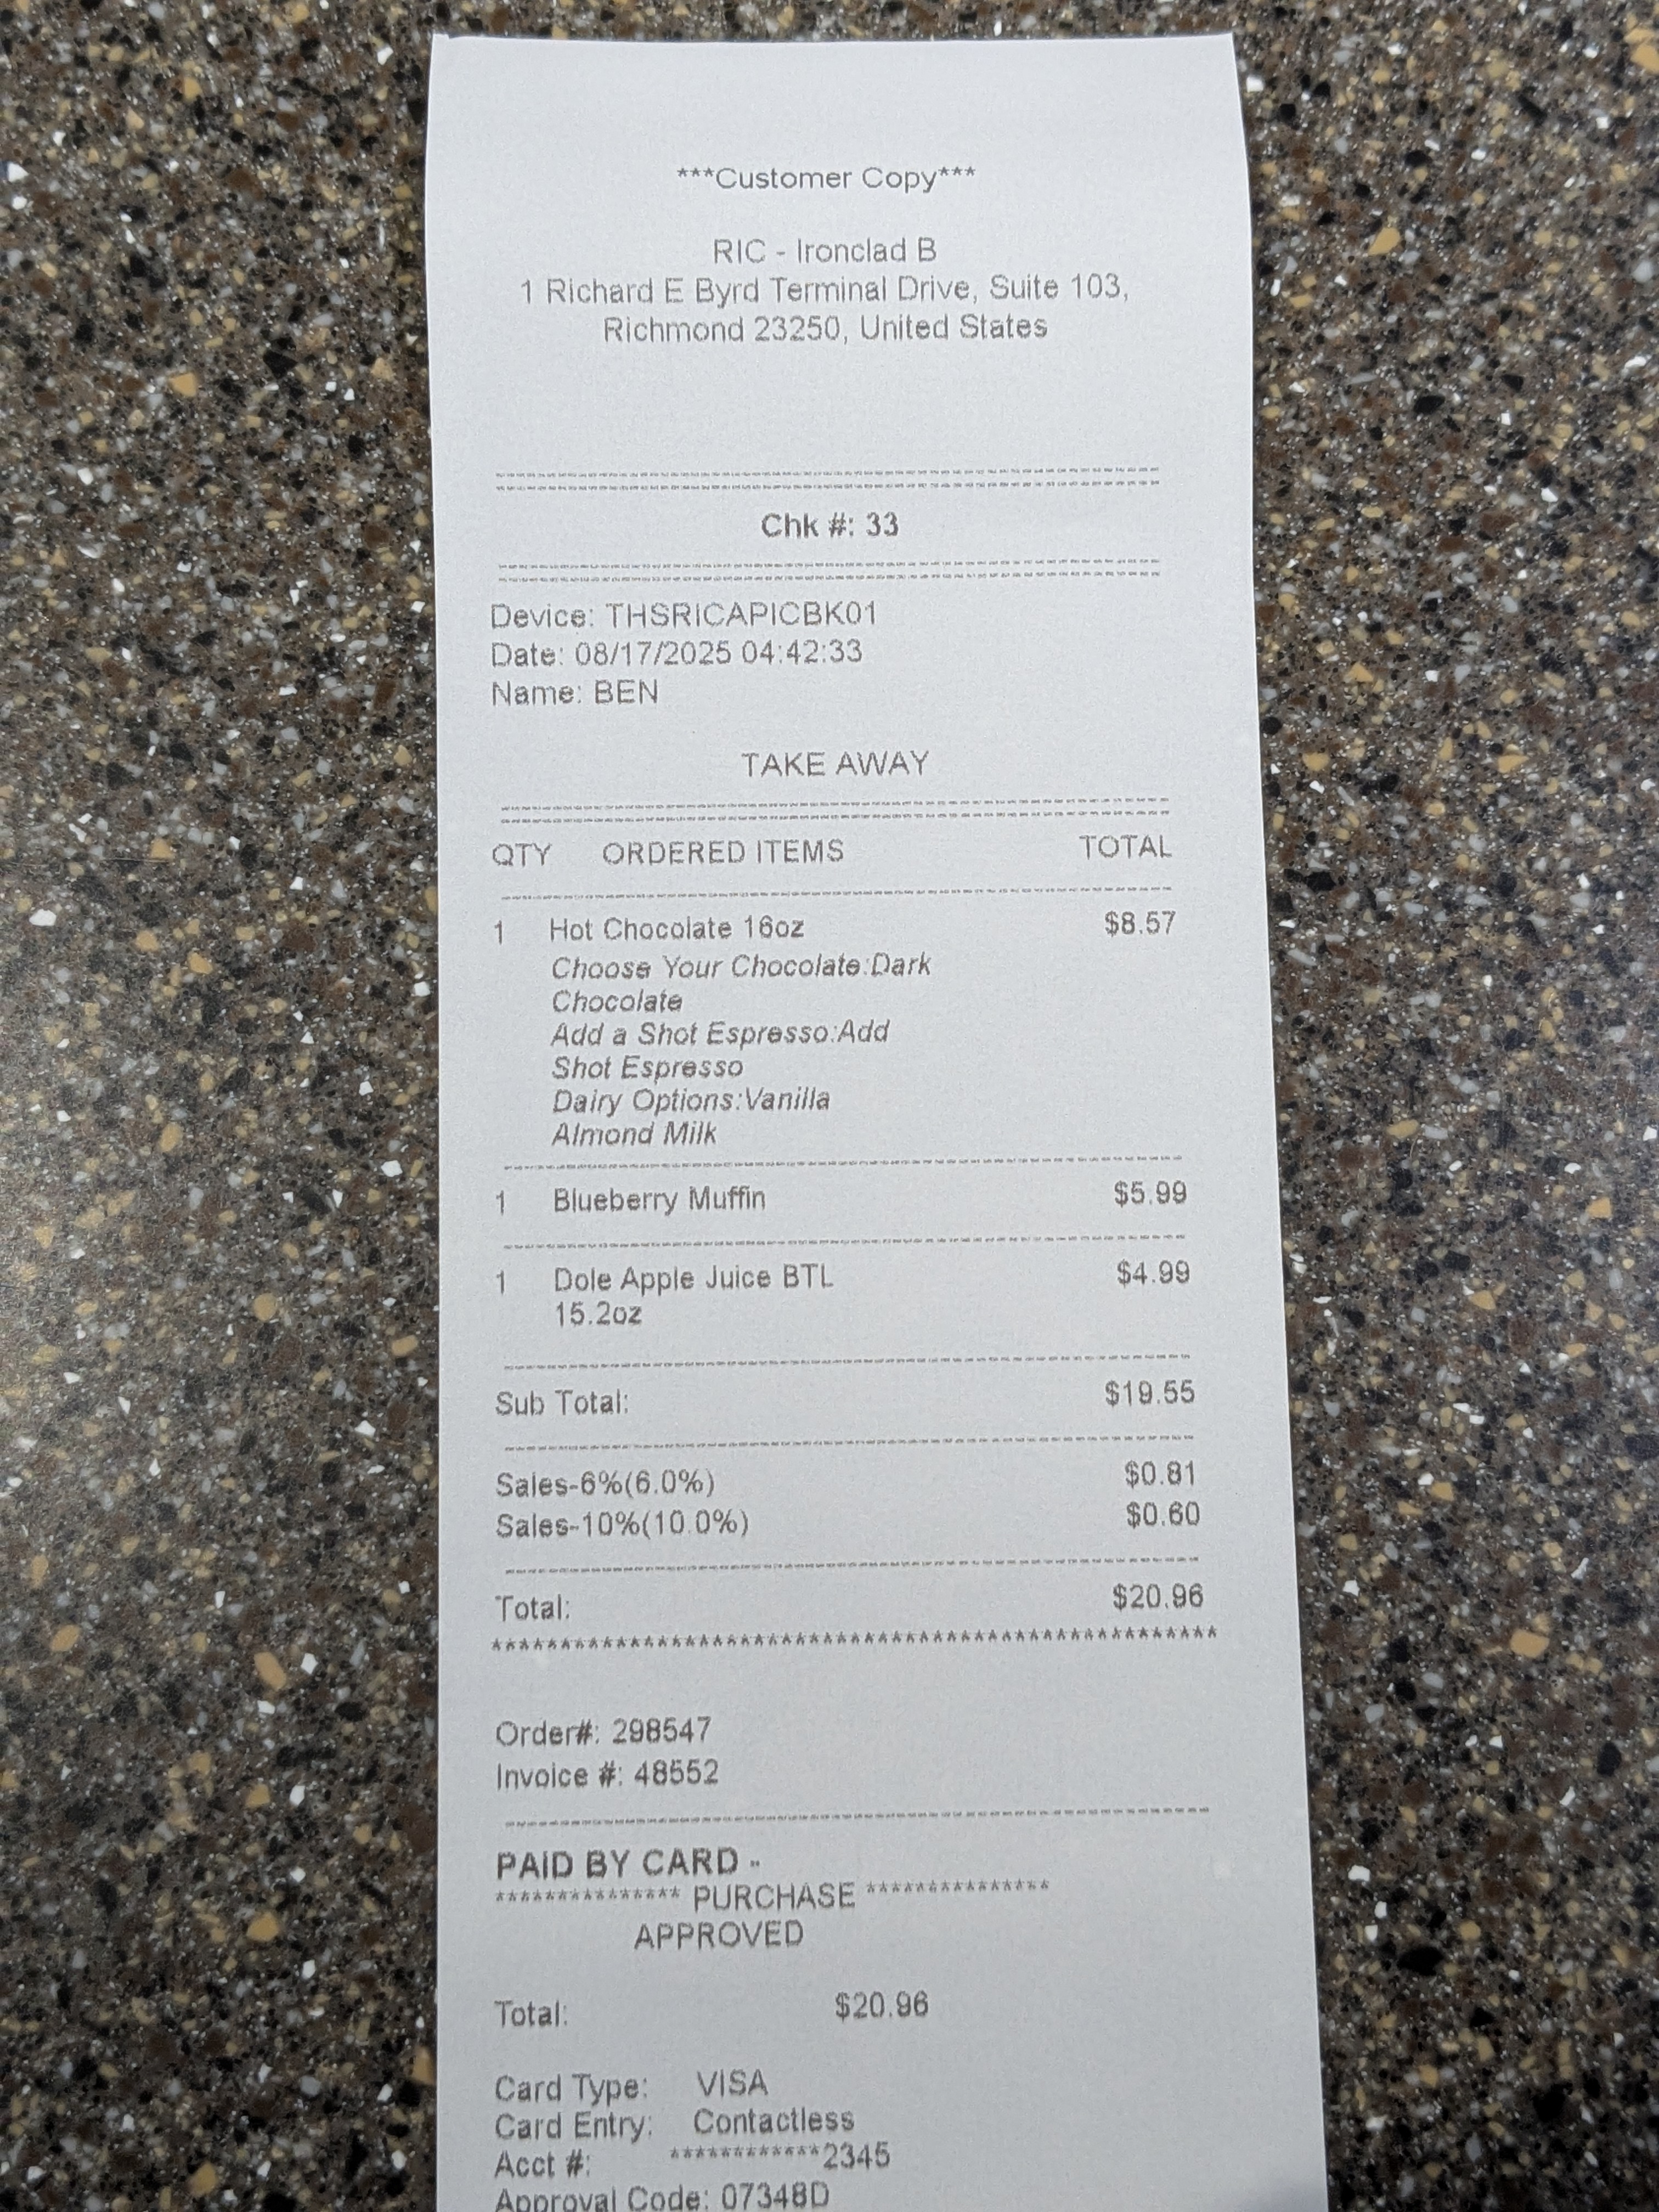 ***Customer Copy***
RIC - Ironclad B
1 Richard E Byrd Terminal Drive, Suite 103,
Richmond 23250, United States
Chk #: 33
Device: THSRICAPICBK01
Date: 08/17/2025 04:42:33
Name: BEN
TAKE AWAY
QTY ORDERED ITEMS TOTAL
1 Hot Chocolate 16oz $8.57
Choose Your Chocolate:Dark
Chocolate
Add a Shot Espresso:Add
Shot Espresso
Dairy Options:Vanilla
Almond Milk
1 Blueberry Muffin $5.99
1 Dole Apple Juice BTL $4.99
15.2oz
Sub Total: $19.55
Sales-6%(6.0%) $0.81
Sales-10%(10.0%) $0.60
Total: $20.96
Order#: 298547
Invoice #: 48552
PAID BY CARD -
*************** PURCHASE ***************
APPROVED
Total: $20.96
Card Type: VISA
Card Entry: Contactless
Acct #: ************2345
Approval Code: 07348D